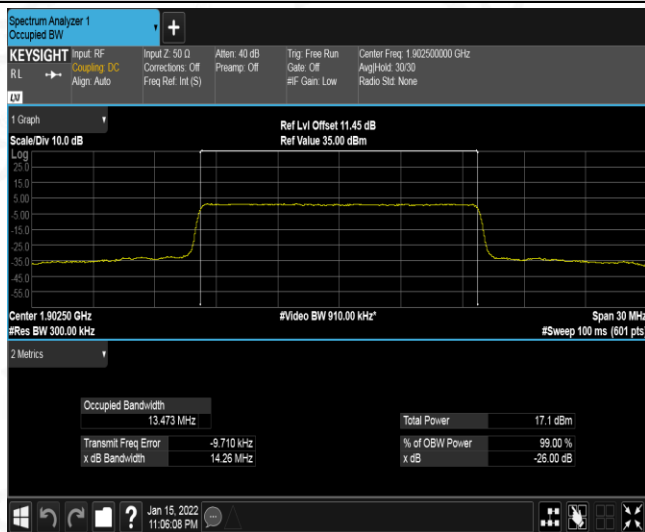 Spectrum Analyzer 1
Occupied BW
+
KEYSIGHT Input: RF Input Z: 50 Ω Atten: 40 dB Trig: Free Run Center Freq: 1.902500000 GHz
RL Coupling: DC Corrections: Off Preamp: Off Gate: Off Avg|Hold: 30/30
Align: Auto Freq Ref: Int (S) #IF Gain: Low Radio Std: None
LXI
1 Graph
Ref Lvl Offset 11.45 dB
Scale/Div 10.0 dB Ref Value 35.00 dBm
Log
25.0
15.0
5.00
-5.00
-15.0
-25.0
-35.0
-45.0
-55.0
Center 1.90250 GHz #Video BW 910.00 kHz* Span 30 MHz
#Res BW 300.00 kHz #Sweep 100 ms (601 pts)
2 Metrics
Occupied Bandwidth
13.473 MHz Total Power 17.1 dBm
Transmit Freq Error -9.710 kHz % of OBW Power 99.00 %
x dB Bandwidth 14.26 MHz x dB -26.00 dB
? Jan 15, 2022
11:06:08 PM